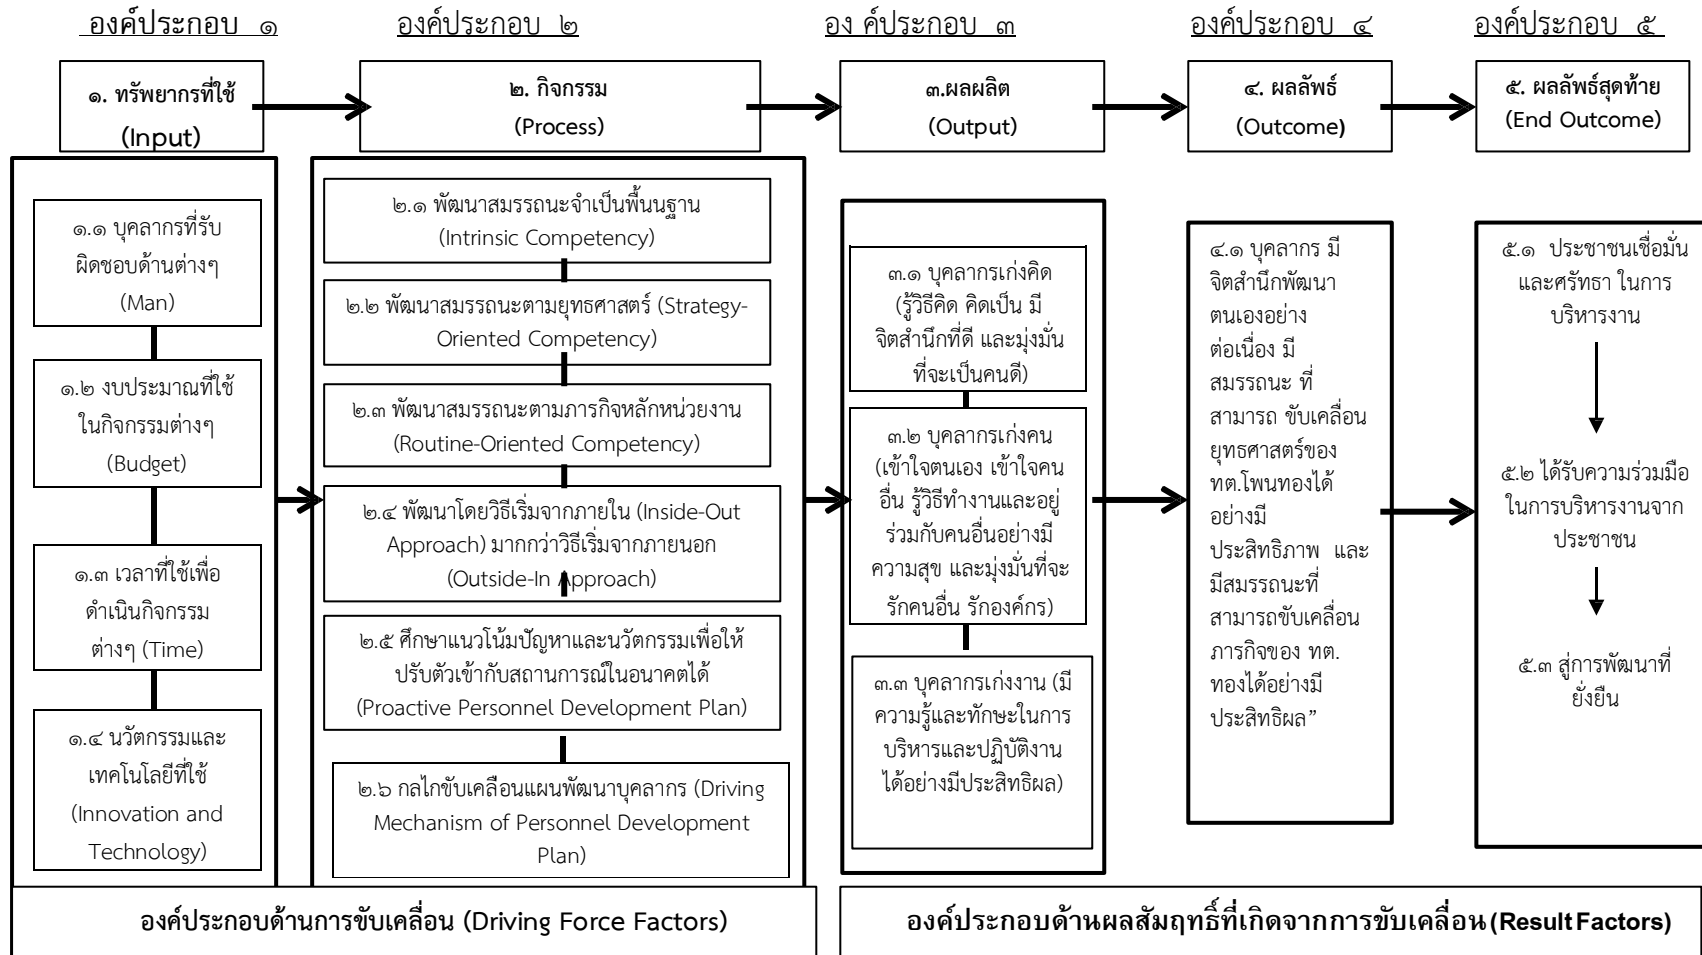 องค์ประกอบ ๑
องค์ประกอบ ๒
อง ค์ประกอบ ๓
องค์ประกอบ ๔
องค์ประกอบ ๕
๑. ทรัพยากรที่ใช้
(Input)
๒. กิจกรรม
(Process)
๓.ผลผลิต
(Output)
๔. ผลลัพธ์
(Outcome)
๕. ผลลัพธ์สุดท้าย
(End Outcome)
๑.๑ บุคลากรที่รับ
ผิดชอบด้านต่างๆ
(Man)
๑.๒ งบประมาณที่ใช้
ในกิจกรรมต่างๆ
(Budget)
๑.๓ เวลาที่ใช้เพื่อ
ดำเนินกิจกรรม
ต่างๆ (Time)
๑.๔ นวัตกรรมและ
เทคโนโลยีที่ใช้
(Innovation and
Technology)
๒.๑ พัฒนาสมรรถนะจำเป็นพื้นนฐาน
(Intrinsic Competency)
๒.๒ พัฒนาสมรรถนะตามยุทธศาสตร์ (Strategy-
Oriented Competency)
๒.๓ พัฒนาสมรรถนะตามภารกิจหลักหน่วยงาน
(Routine-Oriented Competency)
๒.๔ พัฒนาโดยวิธีเริ่มจากภายใน (Inside-Out
Approach) มากกว่าวิธีเริ่มจากภายนอก
(Outside-In Approach)
๒.๕ ศึกษาแนวโน้มปัญหาและนวัตกรรมเพื่อให้
ปรับตัวเข้ากับสถานการณ์ในอนาคตได้
(Proactive Personnel Development Plan)
๒.๖ กลไกขับเคลื่อนแผนพัฒนาบุคลากร (Driving
Mechanism of Personnel Development
Plan)
๓.๑ บุคลากรเก่งคิด
(รู้วิธีคิด คิดเป็น มี
จิตสำนึกที่ดี และมุ่งมั่น
ที่จะเป็นคนดี)
๓.๒ บุคลากรเก่งคน
(เข้าใจตนเอง เข้าใจคน
อื่น รู้วิธีทำงานและอยู่
ร่วมกับคนอื่นอย่างมี
ความสุข และมุ่งมั่นที่จะ
รักคนอื่น รักองค์กร)
๓.๓ บุคลากรเก่งงาน (มี
ความรู้และทักษะในการ
บริหารและปฏิบัติงาน
ได้อย่างมีประสิทธิผล)
๔.๑ บุคลากร มี
จิตสำนึกพัฒนา
ตนเองอย่าง
ต่อเนื่อง มี
สมรรถนะ ที่
สามารถ ขับเคลื่อน
ยุทธศาสตร์ของ
ทต.โพนทองได้
อย่างมี
ประสิทธิภาพ และ
มีสมรรถนะที่
สามารถขับเคลื่อน
ภารกิจของ ทต.
ทองได้อย่างมี
ประสิทธิผล”
๕.๑ ประชาชนเชื่อมั่น
และศรัทธา ในการ
บริหารงาน
๕.๒ ได้รับความร่วมมือ
ในการบริหารงานจาก
ประชาชน
๕.๓ สู่การพัฒนาที่
ยั่งยืน
องค์ประกอบด้านการขับเคลื่อน (Driving Force Factors)
องค์ประกอบด้านผลสัมฤทธิ์ที่เกิดจากการขับเคลื่อน (Result Factors)